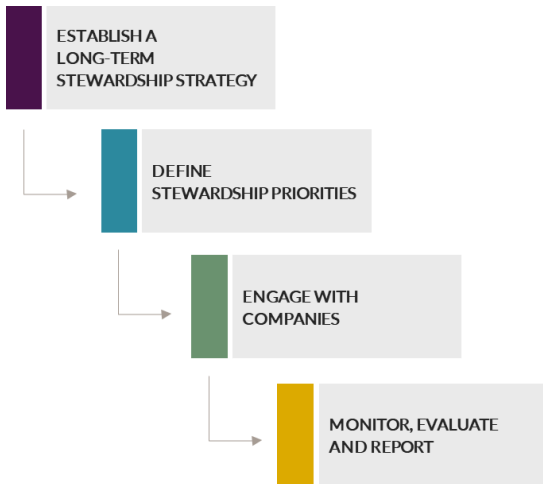 ESTABLISH A
LONG-TERM
STEWARDSHIP STRATEGY
DEFINE
STEWARDSHIP PRIORITIES
ENGAGE WITH
COMPANIES
MONITOR, EVALUATE
AND REPORT